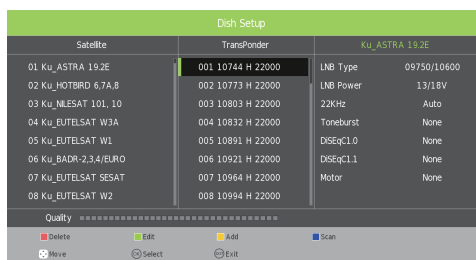 Dish Setup
Satellite TransPonder Ku_ASTRA 19.2E
01 Ku_ASTRA 19.2E 001 10744 H 22000 LNB Type 09750/10600
02 Ku_HOTBIRD 6,7A,8 002 10773 H 22000 LNB Power 13/18V
03 Ku_NILESAT 101, 10 003 10803 H 22000 22KHz Auto
04 Ku_EUTELSAT W3A 004 10832 H 22000 Toneburst None
05 Ku_EUTELSAT W1 005 10891 H 22000 DiSEqC1.0 None
06 Ku_BADR-2,3,4/EURO 006 10921 H 22000 DiSEqC1.1 None
07 Ku_EUTELSAT SESAT 007 10964 H 22000 Motor None
08 Ku_EUTELSAT W2 008 10994 H 22000
Quality
Delete Edit Add Scan
Move OK Select EXIT Exit